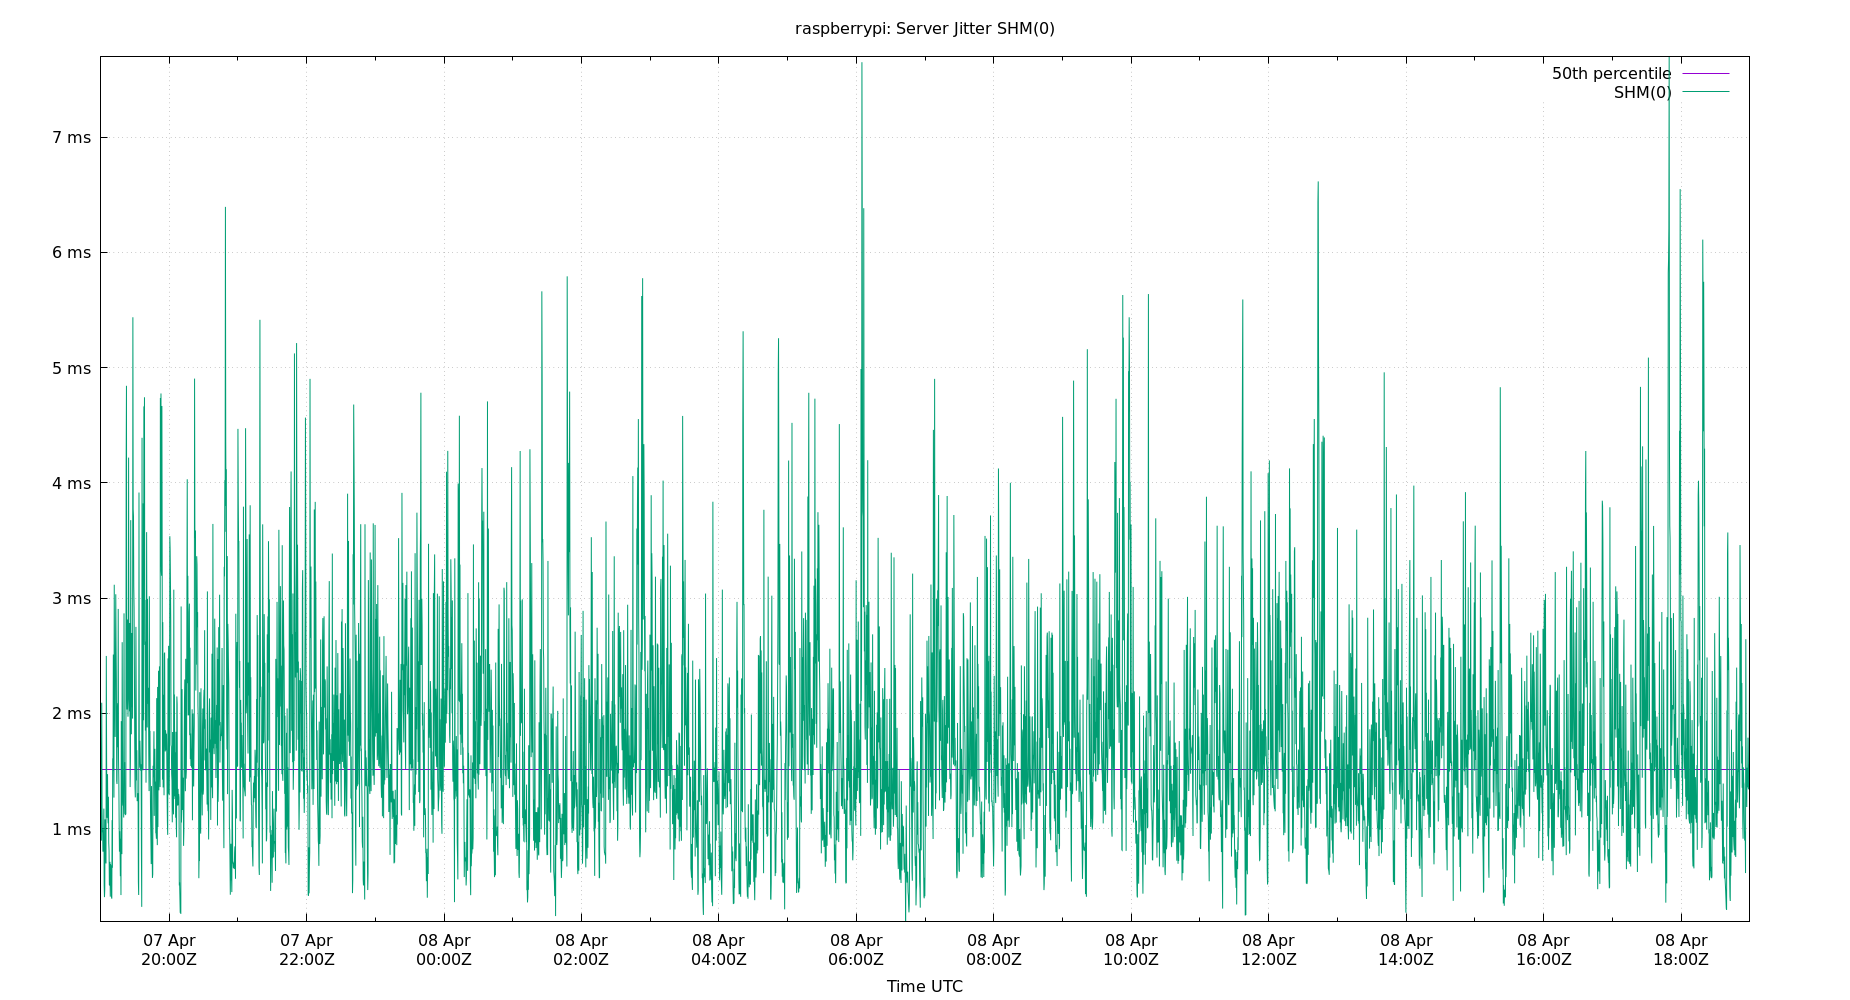 raspberrypi: Server Jitter SHM(0)
50th percentile
SHM(0)
7 ms
6 ms
5 ms
4 ms
3 ms
2 ms
1 ms
07 Apr 07 Apr 08 Apr 08 Apr 08 Apr 08 Apr 08 Apr 08 Apr 08 Apr 08 Apr 08 Apr 08 Apr
20:00Z 22:00Z 00:00Z 02:00Z 04:00Z 06:00Z 08:00Z 10:00Z 12:00Z 14:00Z 16:00Z 18:00Z
Time UTC